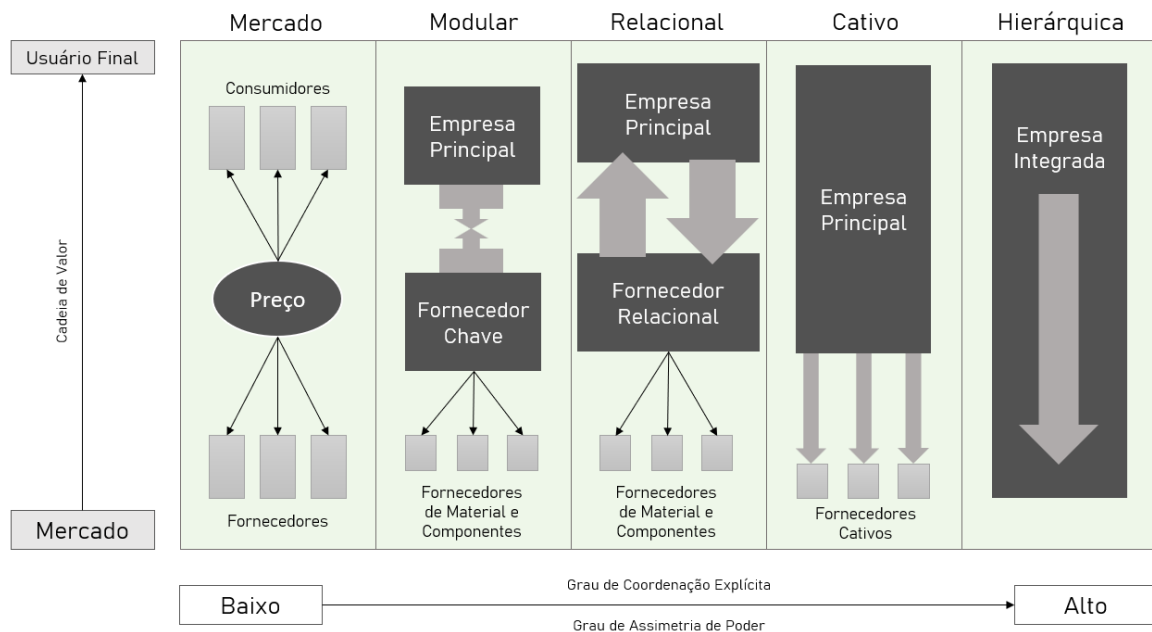 Mercado
Modular
Relacional
Cativo
Hierárquica
Usuário Final
Cadeia de Valor
Mercado
Consumidores
Preço
Fornecedores
Empresa
Principal
Fornecedor
Chave
Fornecedores
de Material e
Componentes
Empresa
Principal
Fornecedor
Relacional
Fornecedores
de Material e
Componentes
Empresa
Principal
Fornecedores
Cativos
Empresa
Integrada
Baixo
Grau de Coordenação Explícita
Grau de Assimetria de Poder
Alto